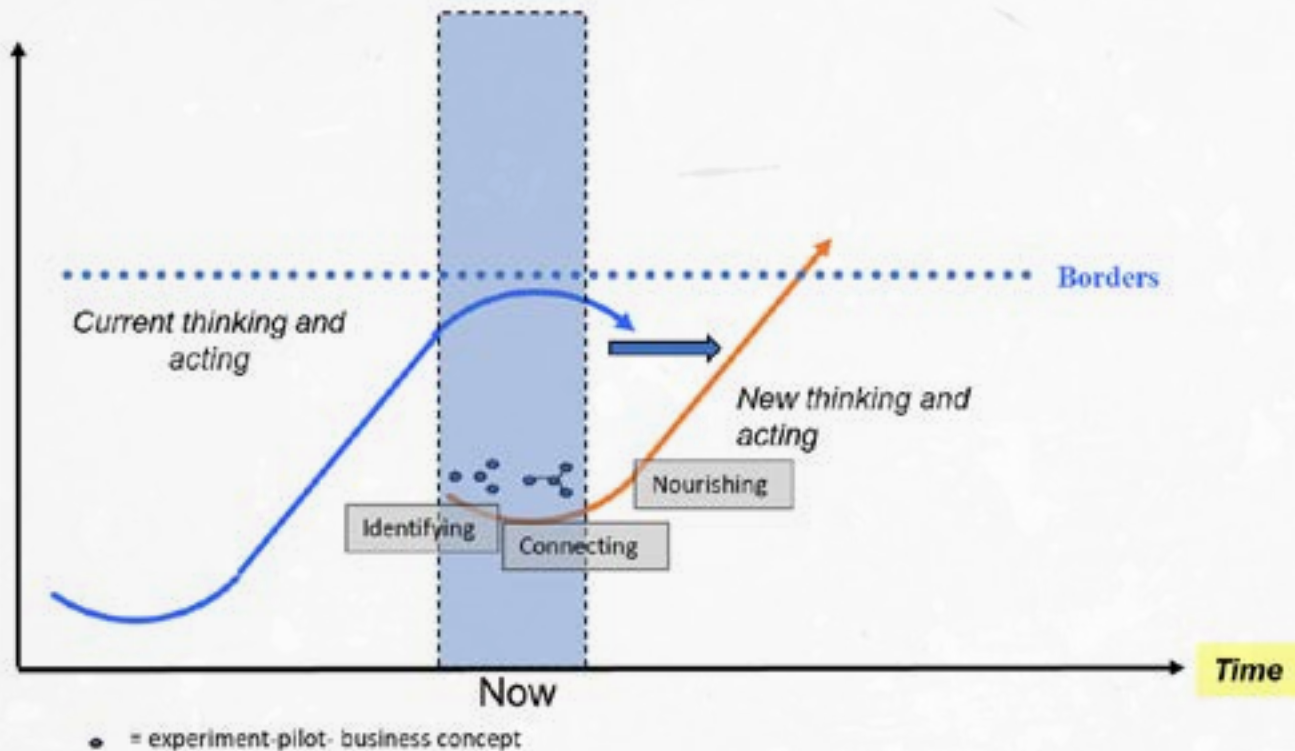 Borders
Current thinking and
acting
New thinking and
acting
Nourishing
Identifying
Connecting
Time
Now
= experiment-pilot- business concept